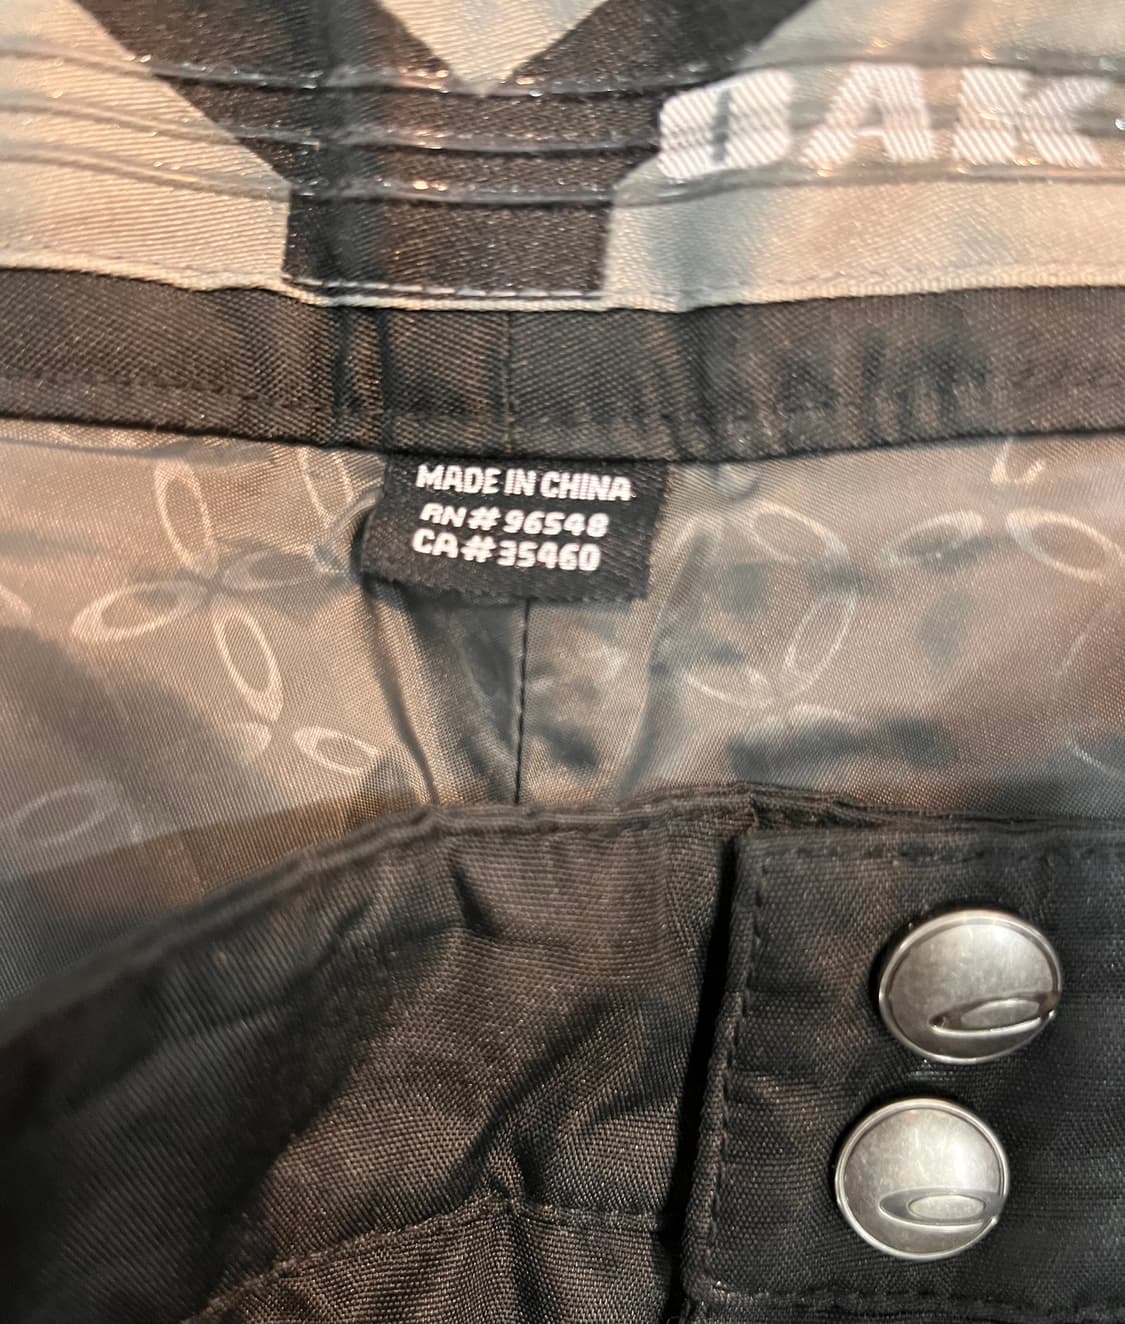 OAK
MADE IN CHINA
RN# 96548
CA# 35460